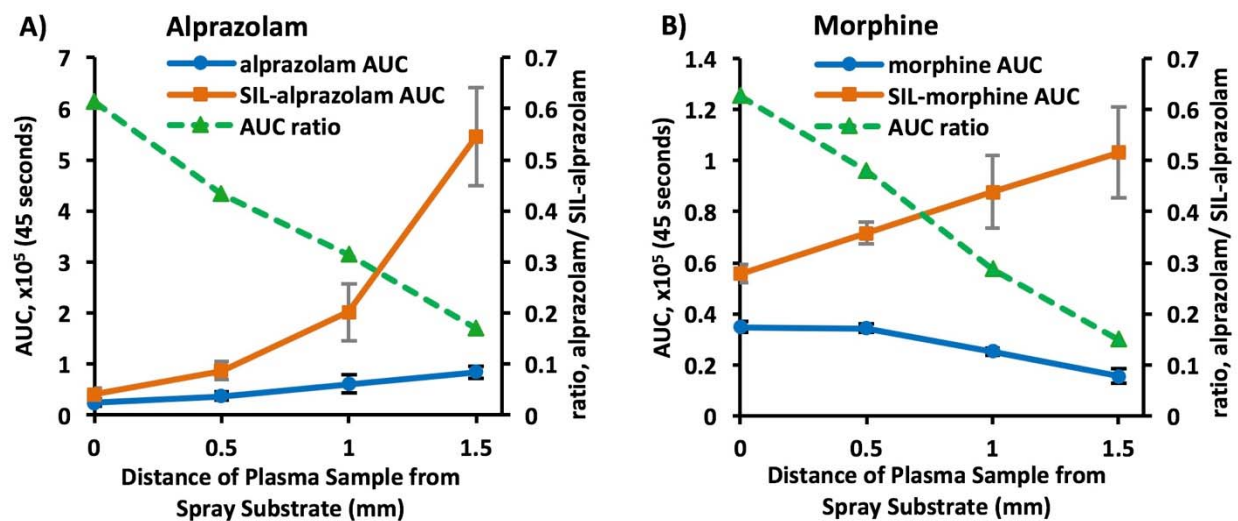 A) Alprazolam
alprazolam AUC
SIL-alprazolam AUC
AUC ratio
7
6
5
4
3
2
1
0
AUC, x10⁵ (45 seconds)
0.7
0.6
0.5
0.4
0.3
0.2
0.1
0
ratio, alprazolam/ SIL-alprazolam
0 0.5 1 1.5
Distance of Plasma Sample from
Spray Substrate (mm)
B) Morphine
morphine AUC
SIL-morphine AUC
AUC ratio
1.4
1.2
1
0.8
0.6
0.4
0.2
0
AUC, x10⁵ (45 seconds)
0.7
0.6
0.5
0.4
0.3
0.2
0.1
0
ratio, alprazolam/ SIL-alprazolam
0 0.5 1 1.5
Distance of Plasma Sample from
Spray Substrate (mm)